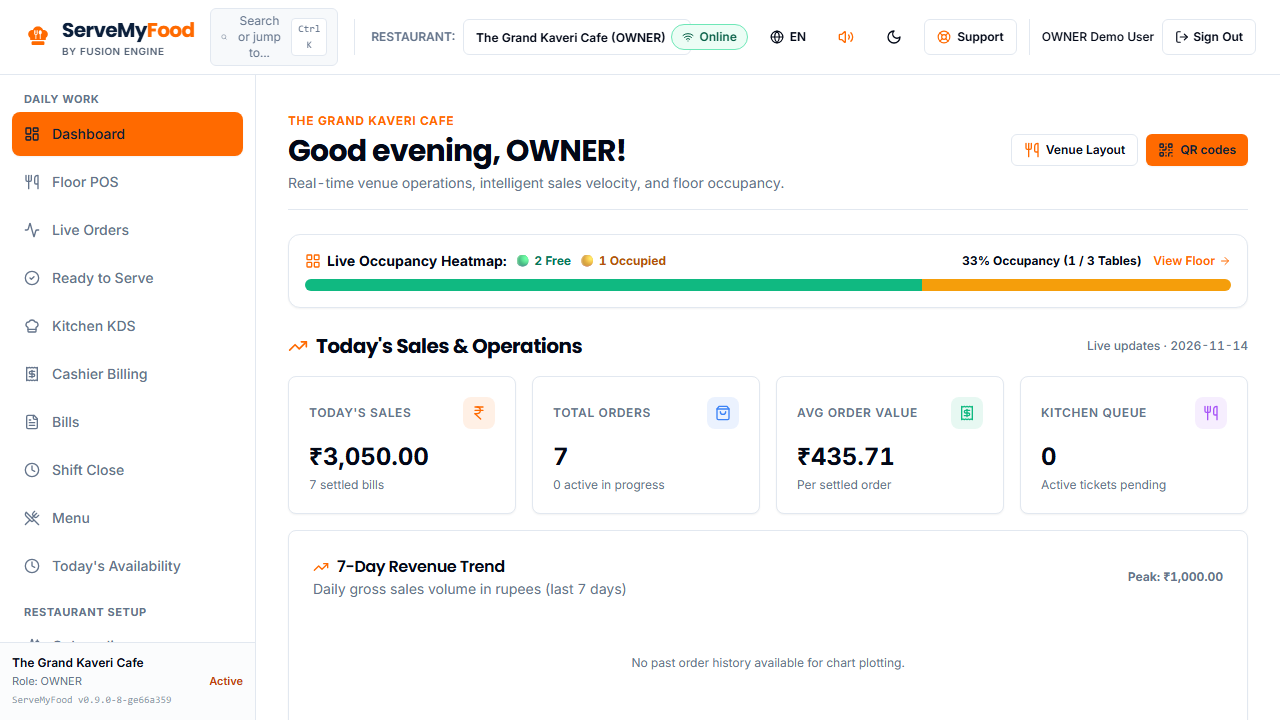 ServeMyFood
BY FUSION ENGINE
Search or jump to...
Ctrl K
RESTAURANT:
The Grand Kaveri Cafe (OWNER)
Online
EN
Support
OWNER Demo User
Sign Out
DAILY WORK
Dashboard
Floor POS
Live Orders
Ready to Serve
Kitchen KDS
Cashier Billing
Bills
Shift Close
Menu
Today's Availability
RESTAURANT SETUP
The Grand Kaveri Cafe
Role: OWNER
Active
ServeMyFood v0.9.0-8-ge66a359
THE GRAND KAVERI CAFE
Good evening, OWNER!
Real-time venue operations, intelligent sales velocity, and floor occupancy.
Venue Layout
QR codes
Live Occupancy Heatmap:
2 Free
1 Occupied
33% Occupancy (1 / 3 Tables)
View Floor →
Today's Sales & Operations
Live updates · 2026-11-14
TODAY'S SALES
₹3,050.00
7 settled bills
TOTAL ORDERS
7
0 active in progress
AVG ORDER VALUE
₹435.71
Per settled order
KITCHEN QUEUE
0
Active tickets pending
7-Day Revenue Trend
Daily gross sales volume in rupees (last 7 days)
Peak: ₹1,000.00
No past order history available for chart plotting.